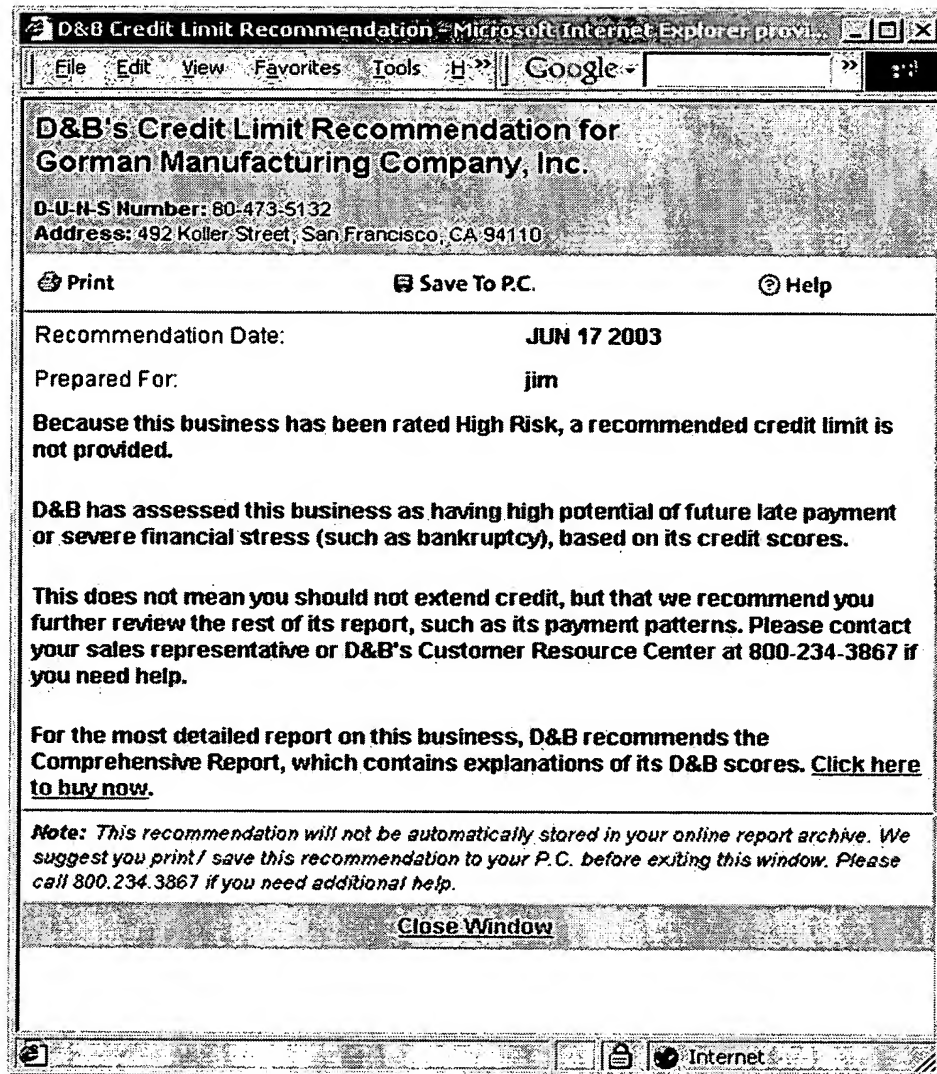 D&B Credit Limit Recommendation - Microsoft Internet Explorer provi...
File Edit View Favorites Tools H » Google »
D&B's Credit Limit Recommendation for
Gorman Manufacturing Company, Inc.
D-U-N-S Number: 80-473-5132
Address: 492 Koller Street, San Francisco, CA 94110
Print Save To P.C. Help
Recommendation Date: JUN 17 2003
Prepared For: jim
Because this business has been rated High Risk, a recommended credit limit is
not provided.
D&B has assessed this business as having high potential of future late payment
or severe financial stress (such as bankruptcy), based on its credit scores.
This does not mean you should not extend credit, but that we recommend you
further review the rest of its report, such as its payment patterns. Please contact
your sales representative or D&B's Customer Resource Center at 800-234-3867 if
you need help.
For the most detailed report on this business, D&B recommends the
Comprehensive Report, which contains explanations of its D&B scores. Click here
to buy now.
Note: This recommendation will not be automatically stored in your online report archive. We
suggest you print / save this recommendation to your P.C. before exiting this window. Please
call 800.234.3867 if you need additional help.
Close Window
Internet